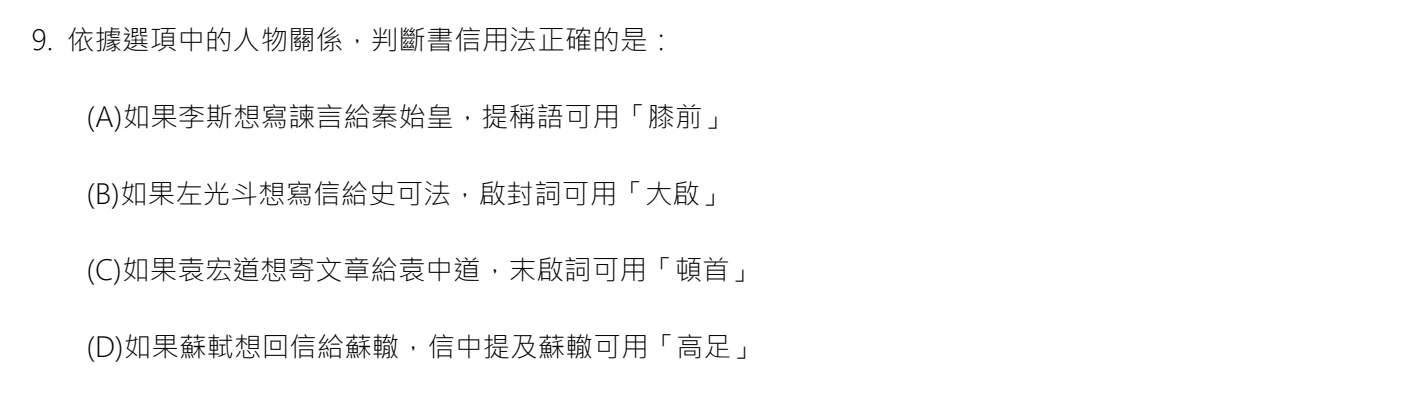 9. 依據選項中的人物關係，判斷書信用法正確的是：
(A)如果李斯想寫諫言給秦始皇，提稱語可用「膝前」
(B)如果左光斗想寫信給史可法，啟封詞可用「大啟」
(C)如果袁宏道想寄文章給袁中道，末啟詞可用「頓首」
(D)如果蘇軾想回信給蘇轍，信中提及蘇轍可用「高足」